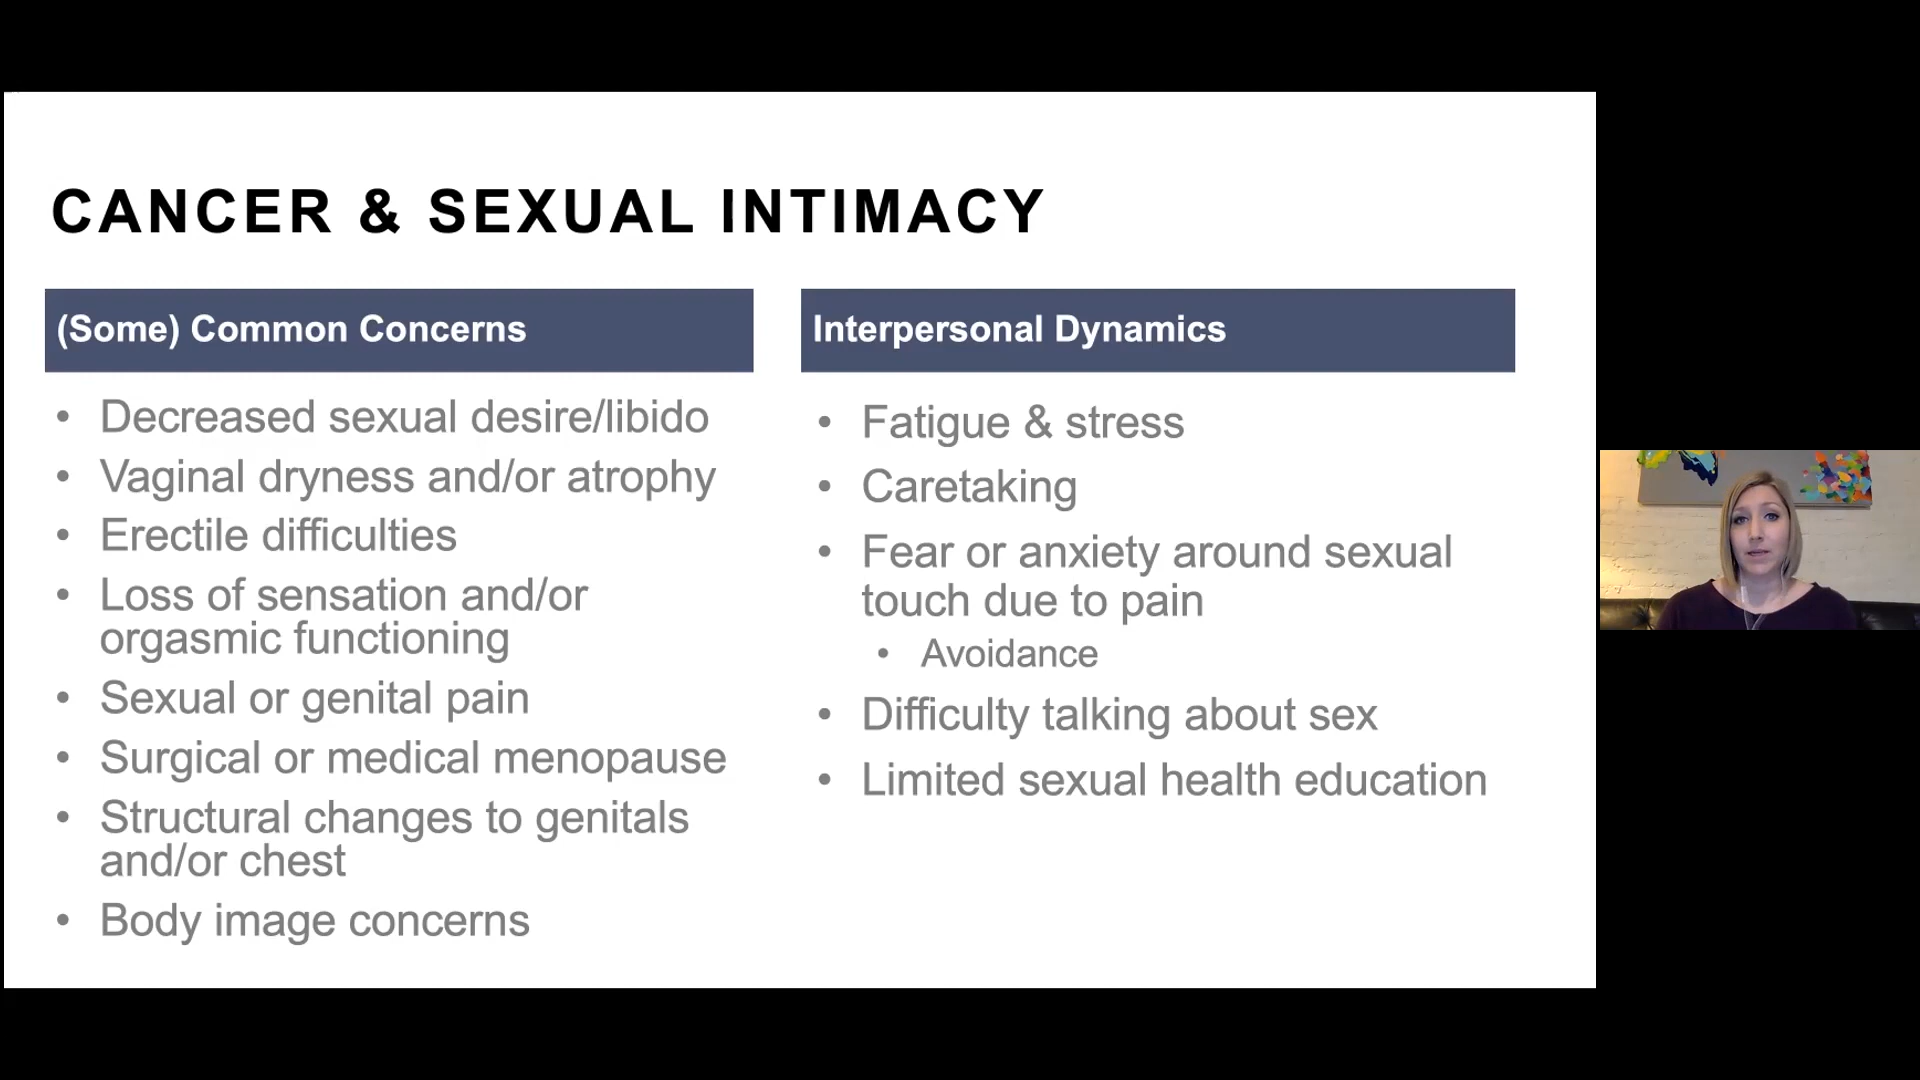 CANCER & SEXUAL INTIMACY
(Some) Common Concerns
• Decreased sexual desire/libido
• Vaginal dryness and/or atrophy
• Erectile difficulties
• Loss of sensation and/or
orgasmic functioning
• Sexual or genital pain
• Surgical or medical menopause
• Structural changes to genitals
and/or chest
• Body image concerns
Interpersonal Dynamics
• Fatigue & stress
• Caretaking
• Fear or anxiety around sexual
touch due to pain
• Avoidance
• Difficulty talking about sex
• Limited sexual health education